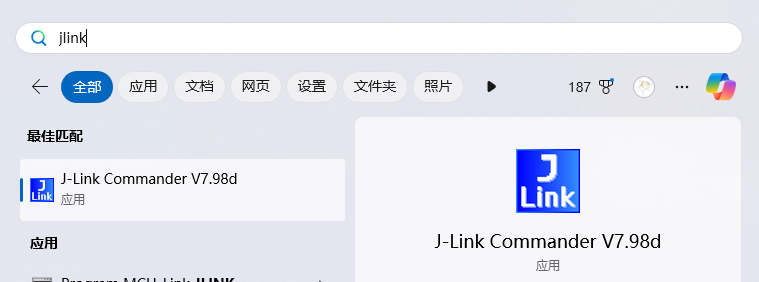 jlink
全部 应用 文档 网页 设置 文件夹 照片 187
最佳匹配
J-Link Commander V7.98d
应用
应用
J Link
J-Link Commander V7.98d
应用
Program MCU-Link JLINK